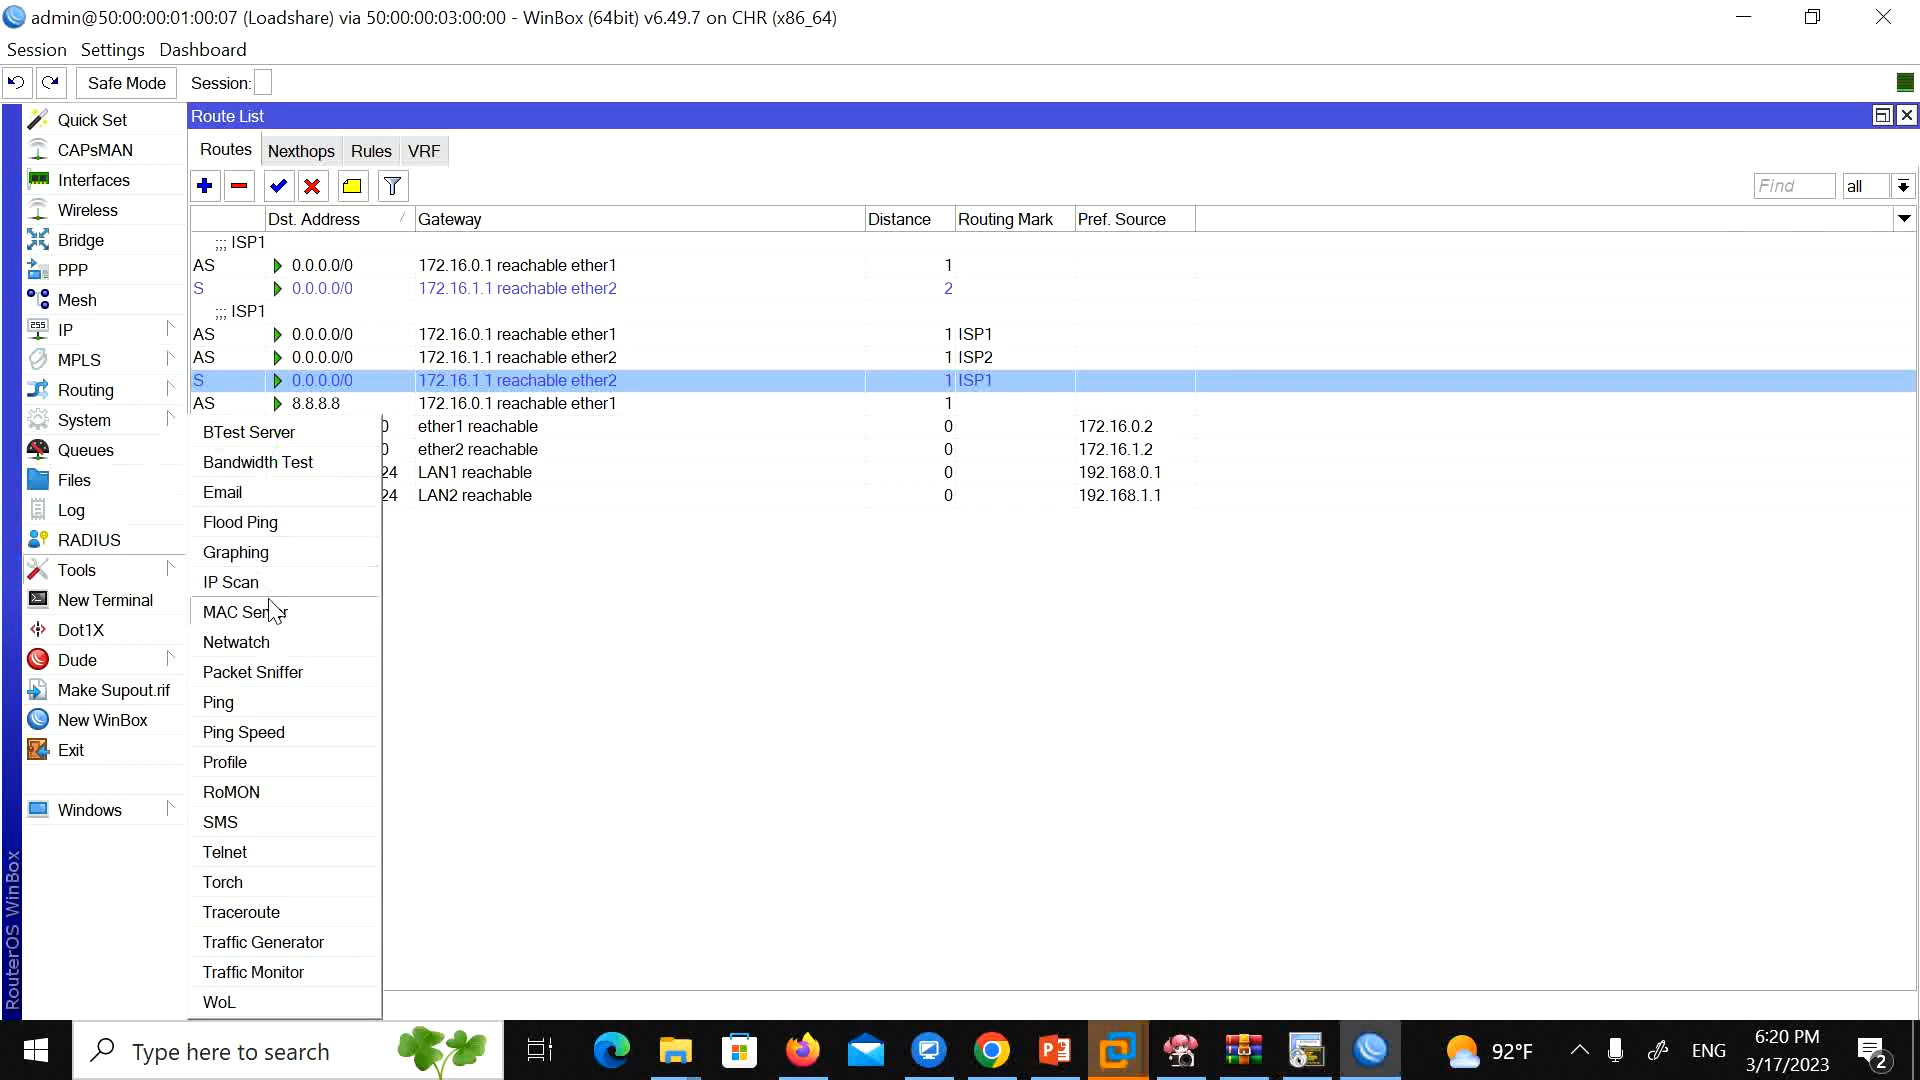 admin@50:00:00:01:00:07 (Loadshare) via 50:00:00:03:00:00 - WinBox (64bit) v6.49.7 on CHR (x86_64)
Session Settings Dashboard
Safe Mode Session:
Quick Set
CAPsMAN
Interfaces
Wireless
Bridge
PPP
Mesh
IP
MPLS
Routing
System
Queues
Files
Log
RADIUS
Tools
New Terminal
Dot1X
Dude
Make Supout.rif
New WinBox
Exit
Windows
RouterOS WinBox
Route List
Routes Nexthops Rules VRF
Find all
Dst. Address Gateway Distance Routing Mark Pref. Source
;;; ISP1
AS 0.0.0.0/0 172.16.0.1 reachable ether1 1
S 0.0.0.0/0 172.16.1.1 reachable ether2 2
;;; ISP1
AS 0.0.0.0/0 172.16.0.1 reachable ether1 1 ISP1
AS 0.0.0.0/0 172.16.1.1 reachable ether2 1 ISP2
S 0.0.0.0/0 172.16.1.1 reachable ether2 1 ISP1
AS 8.8.8.8 172.16.0.1 reachable ether1 1
0 ether1 reachable 0 172.16.0.2
0 ether2 reachable 0 172.16.1.2
24 LAN1 reachable 0 192.168.0.1
24 LAN2 reachable 0 192.168.1.1
BTest Server
Bandwidth Test
Email
Flood Ping
Graphing
IP Scan
MAC Server
Netwatch
Packet Sniffer
Ping
Ping Speed
Profile
RoMON
SMS
Telnet
Torch
Traceroute
Traffic Generator
Traffic Monitor
WoL
Type here to search
92°F
ENG
6:20 PM
3/17/2023
2